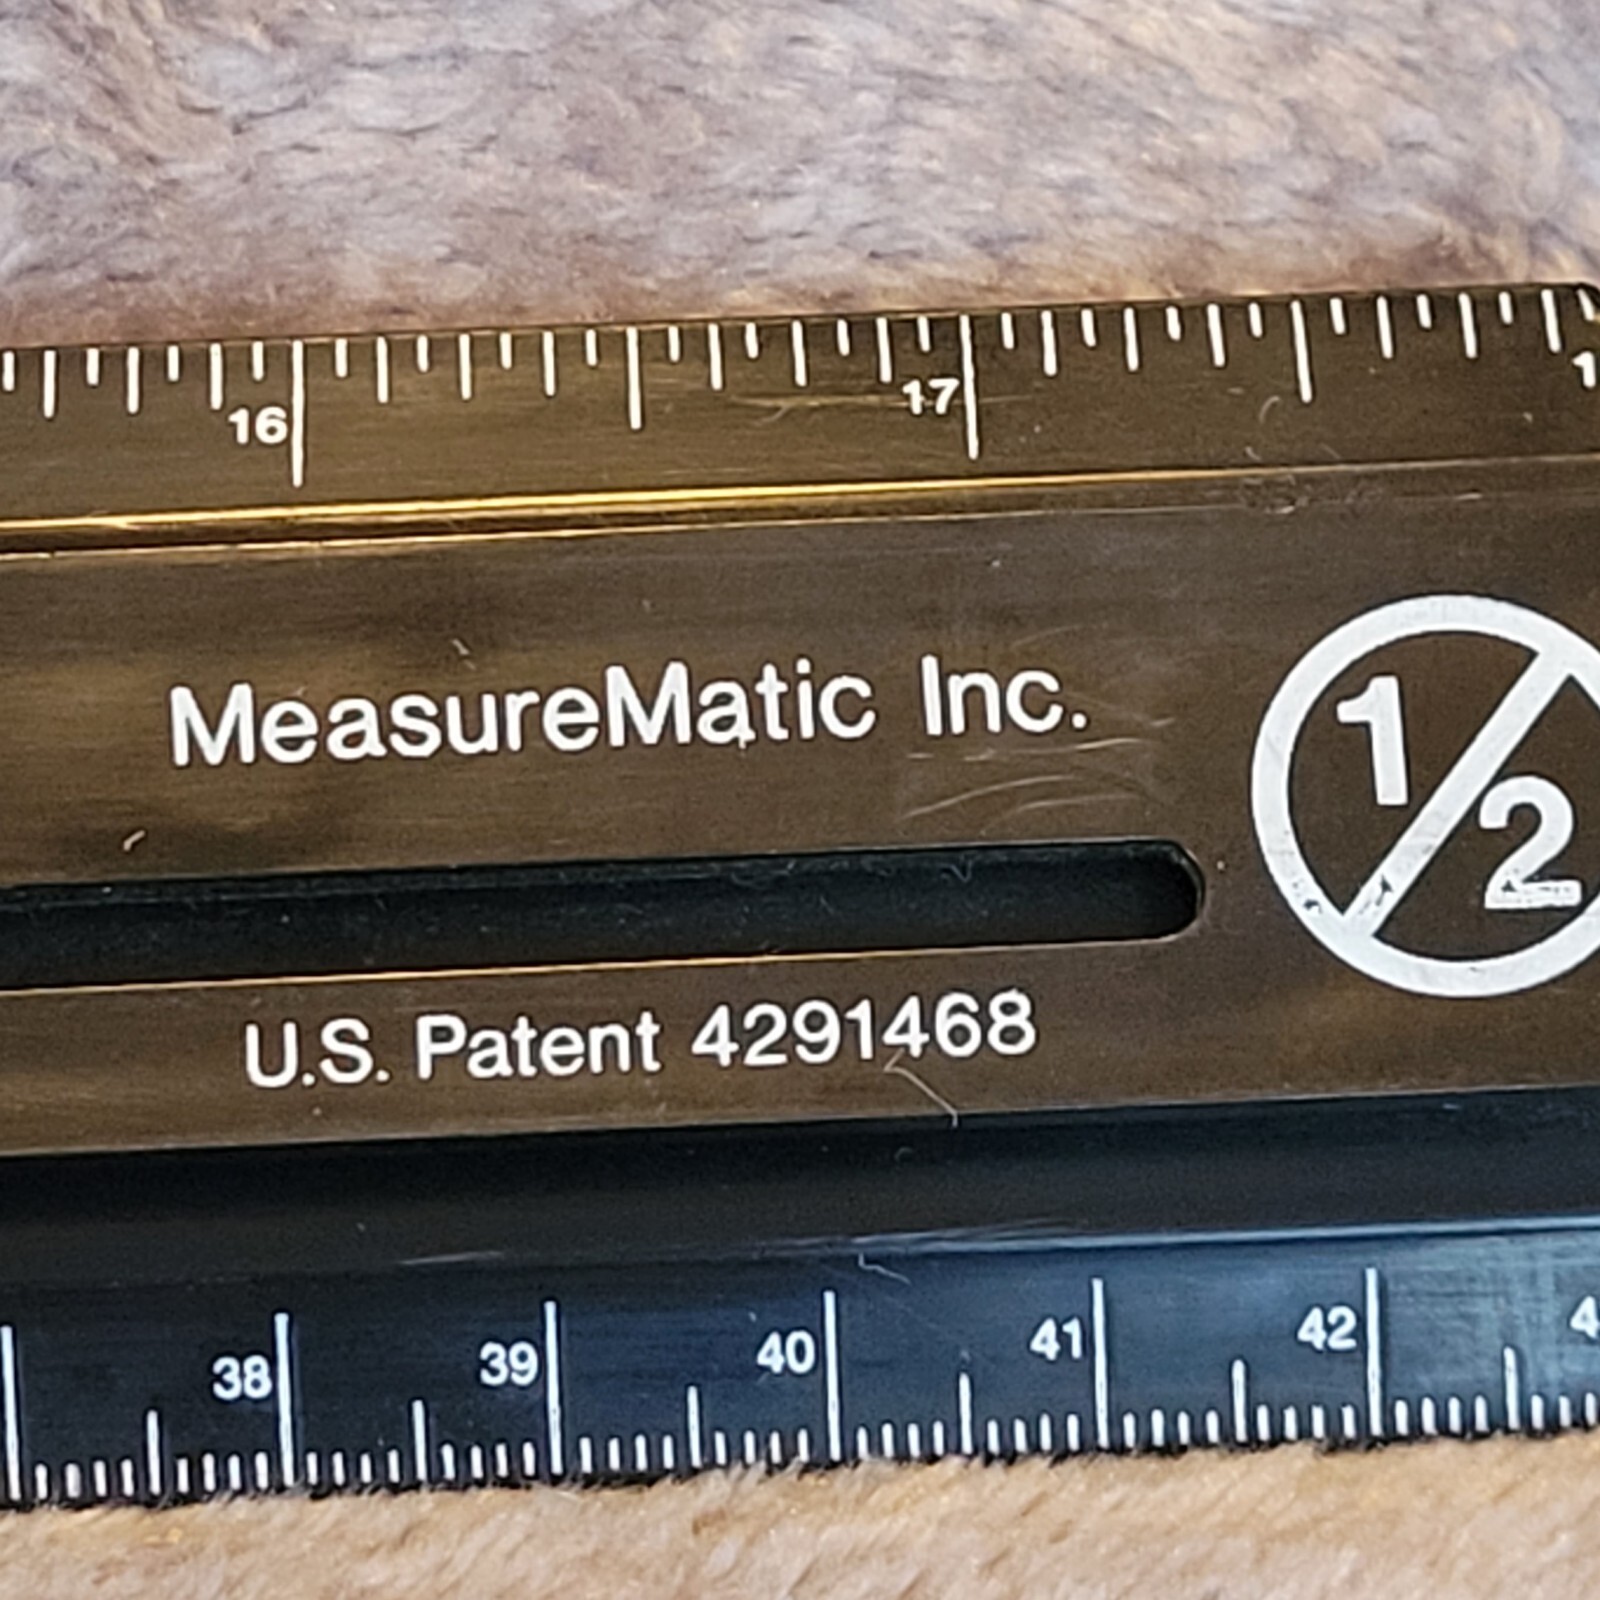 16 17
MeasureMatic Inc.
1/2
U.S. Patent 4291468
38 39 40 41 42